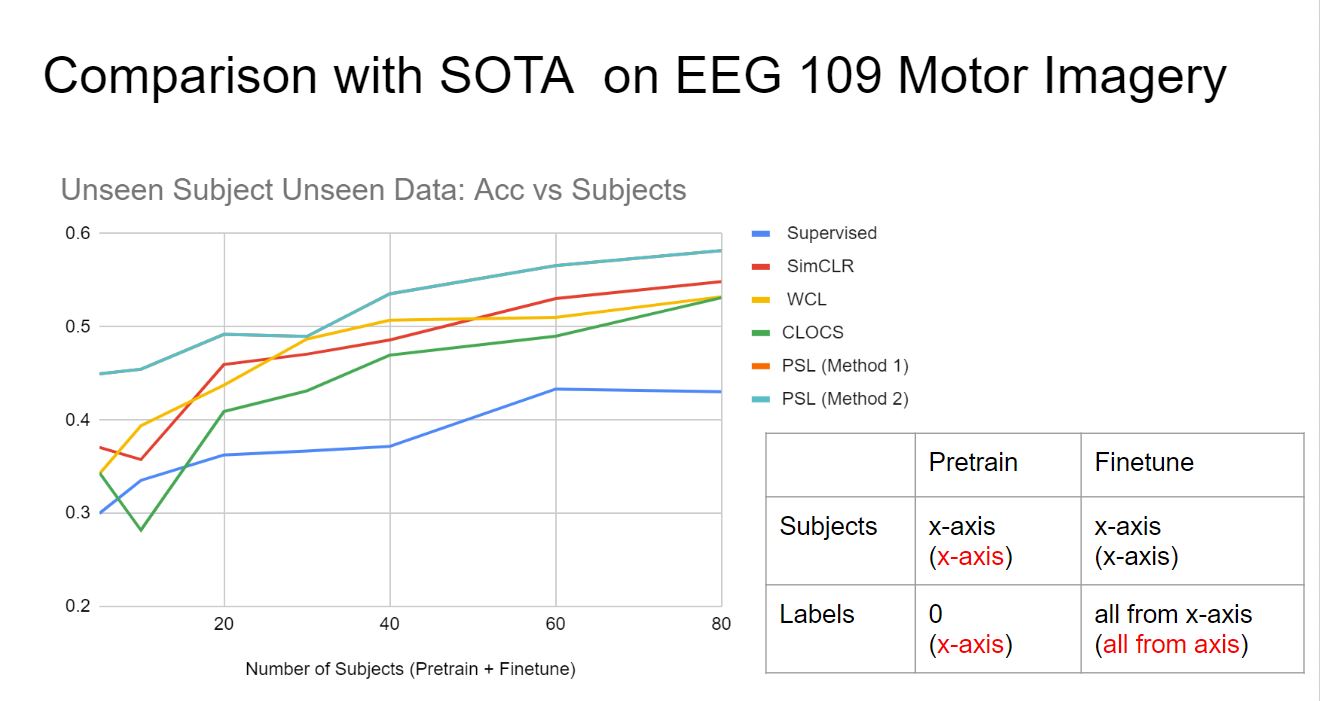 Comparison with SOTA on EEG 109 Motor Imagery
Unseen Subject Unseen Data: Acc vs Subjects
0.6
0.5
0.4
0.3
0.2
20
40
60
80
Number of Subjects (Pretrain + Finetune)
Supervised
SimCLR
WCL
CLOCS
PSL (Method 1)
PSL (Method 2)
Pretrain
Finetune
Subjects
x-axis
(x-axis)
x-axis
(x-axis)
Labels
0
(x-axis)
all from x-axis
(all from axis)